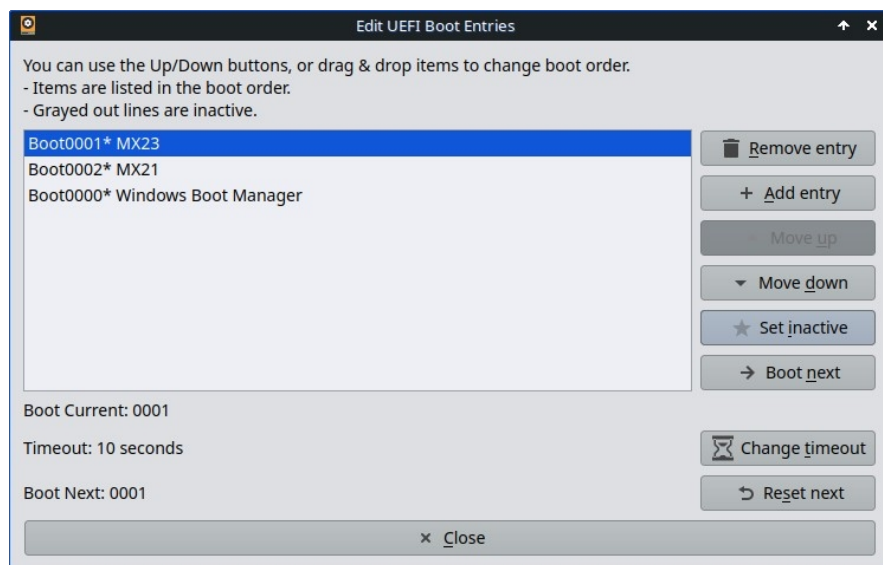 Edit UEFI Boot Entries
You can use the Up/Down buttons, or drag & drop items to change boot order.
- Items are listed in the boot order.
- Grayed out lines are inactive.
Boot0001* MX23
Boot0002* MX21
Boot0000* Windows Boot Manager
Remove entry
Add entry
Move up
Move down
Set inactive
Boot next
Boot Current: 0001
Timeout: 10 seconds
Change timeout
Boot Next: 0001
Reset next
Close